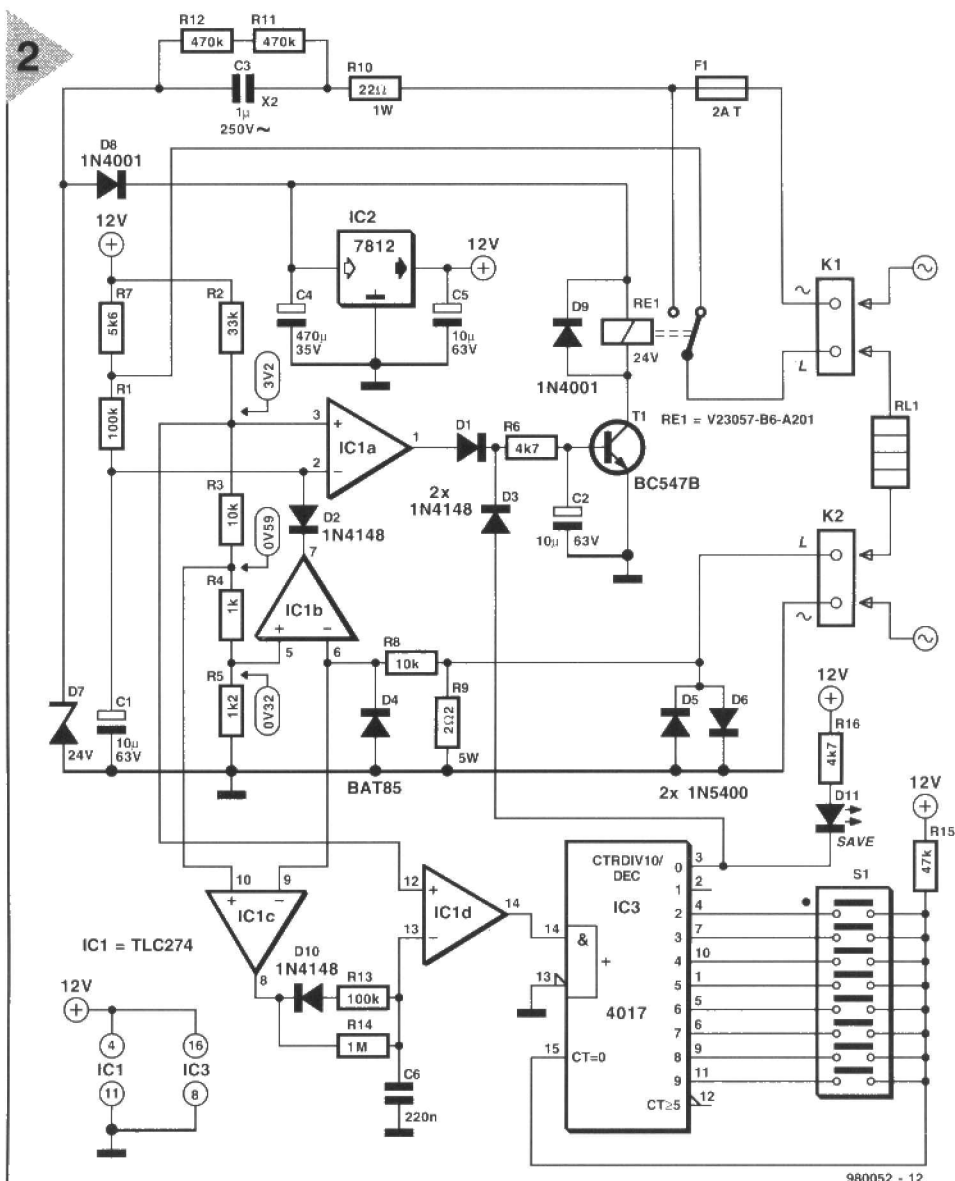 2
R12
R11
470k
470k
C3
X2
1µ
250V~
R10
22Ω
1W
F1
2A T
D8
1N4001
12V
IC2
7812
12V
K1
R7
5k6
R2
33k
C4
470µ
35V
C5
10µ
63V
D9
1N4001
RE1
24V
~
L
R1
100k
3V2
3
+
IC1a
1
2
−
D1
R6
4k7
T1
RE1 = V23057-B6-A201
RL1
BC547B
2x
1N4148
D3
C2
10µ
63V
R3
10k
D2
1N4148
0V59
7
K2
L
~
R4
1k
IC1b
+
−
5
6
R8
10k
D7
24V
C1
10µ
63V
R5
1k2
0V32
D4
R9
2Ω2
5W
D5
D6
12V
R16
4k7
BAT85
2x 1N5400
D11
SAVE
12V
R15
47k
10
9
+
−
IC1c
8
12
+
IC1d
14
13
−
CTRDIV10/
DEC
IC3
&
+
4017
14
13
15
CT=0
0
3
1
2
2
4
3
7
4
10
5
1
6
5
7
6
8
9
9
11
CT≥5
12
S1
IC1 = TLC274
D10
1N4148
R13
100k
R14
1M
C6
220n
12V
4
16
IC1
IC3
11
8
980052 - 12